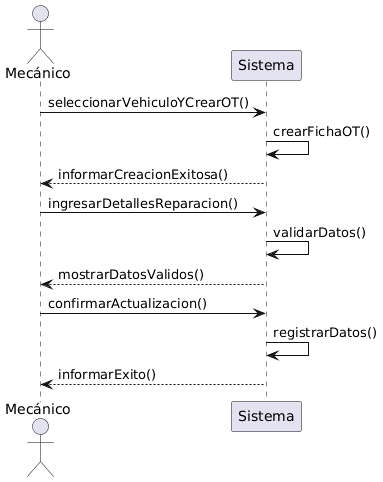 Mecánico
Sistema
seleccionarVehiculoYCrearOT()
crearFichaOT()
informarCreacionExitosa()
ingresarDetallesReparacion()
validarDatos()
mostrarDatosValidos()
confirmarActualizacion()
registrarDatos()
informarExito()
Mecánico
Sistema